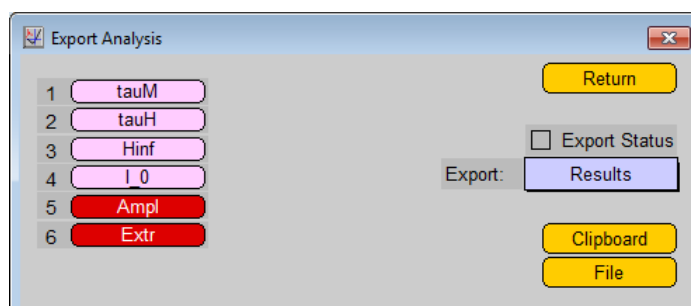 Export Analysis
1 tauM
2 tauH
3 Hinf
4 I_0
5 Ampl
6 Extr
Return
Export Status
Export: Results
Clipboard
File